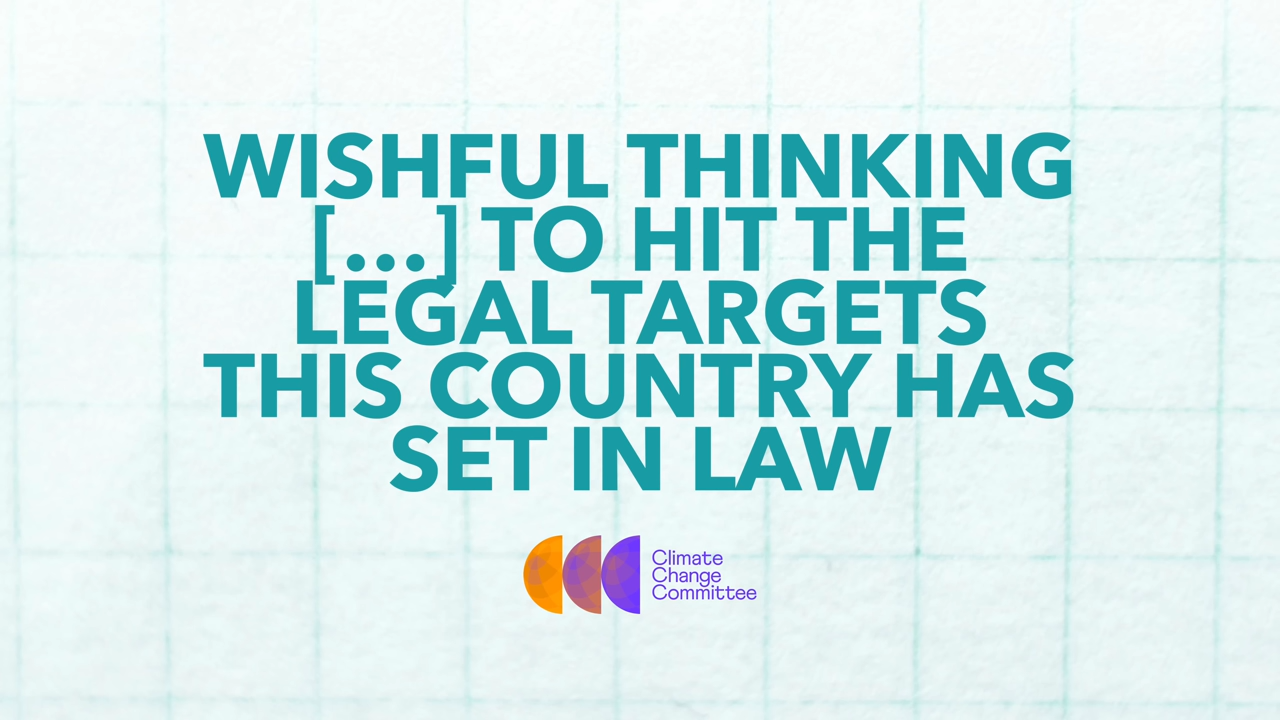 WISHFUL THINKING
[...] TO HIT THE
LEGAL TARGETS
THIS COUNTRY HAS
SET IN LAW
Climate
Change
Committee